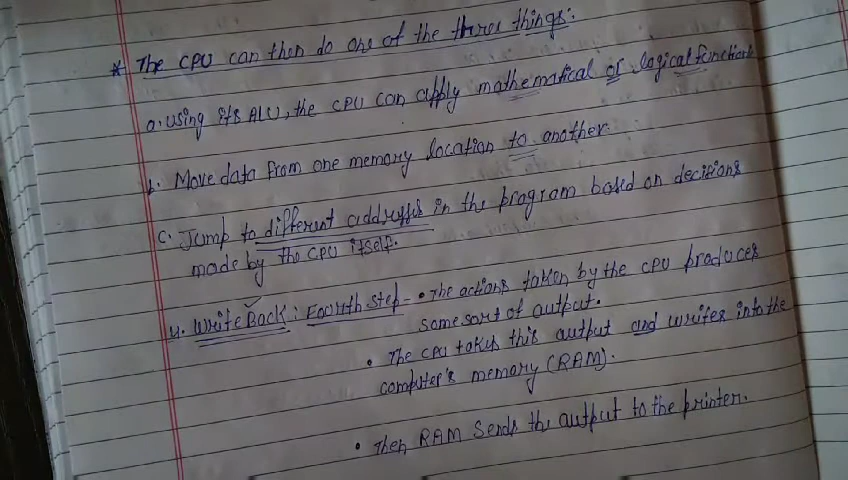 * The CPU can then do one of the three things:
a. using its ALU, the CPU can apply mathematical or logical functions
b. Move data from one memory location to another.
c. Jump to different addresses in the program based on decisions
made by the CPU itself.
4. Write Back: Fourth step - • The actions taken by the CPU produces
some sort of output.
• The CPU takes this output and writes into the
computer's memory (RAM).
• Then RAM Sends the output to the printer.